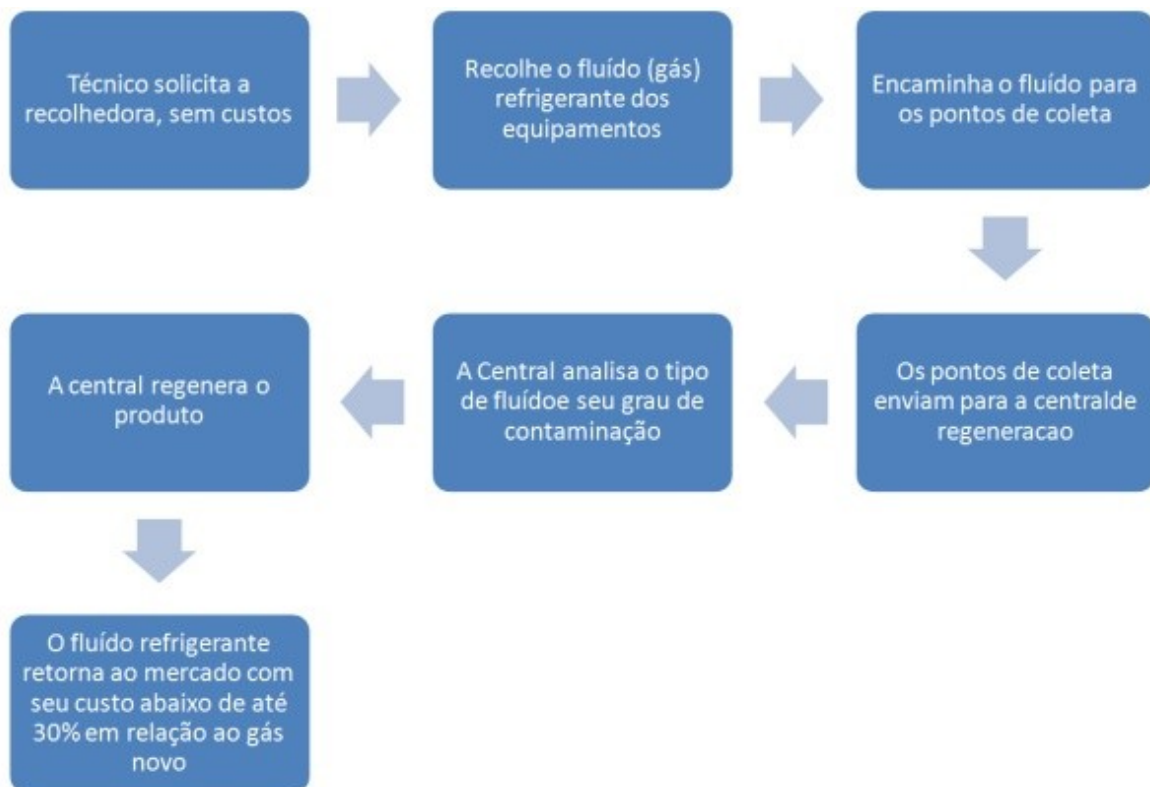 Técnico solicita a
recolhedora, sem custos
Recolhe o fluído (gás)
refrigerante dos
equipamentos
Encaminha o fluído para
os pontos de coleta
Os pontos de coleta
enviam para a centralde
regeneracao
A Central analisa o tipo
de fluídoe seu grau de
contaminação
A central regenera o
produto
O fluído refrigerante
retorna ao mercado com
seu custo abaixo de até
30% em relação ao gás
novo